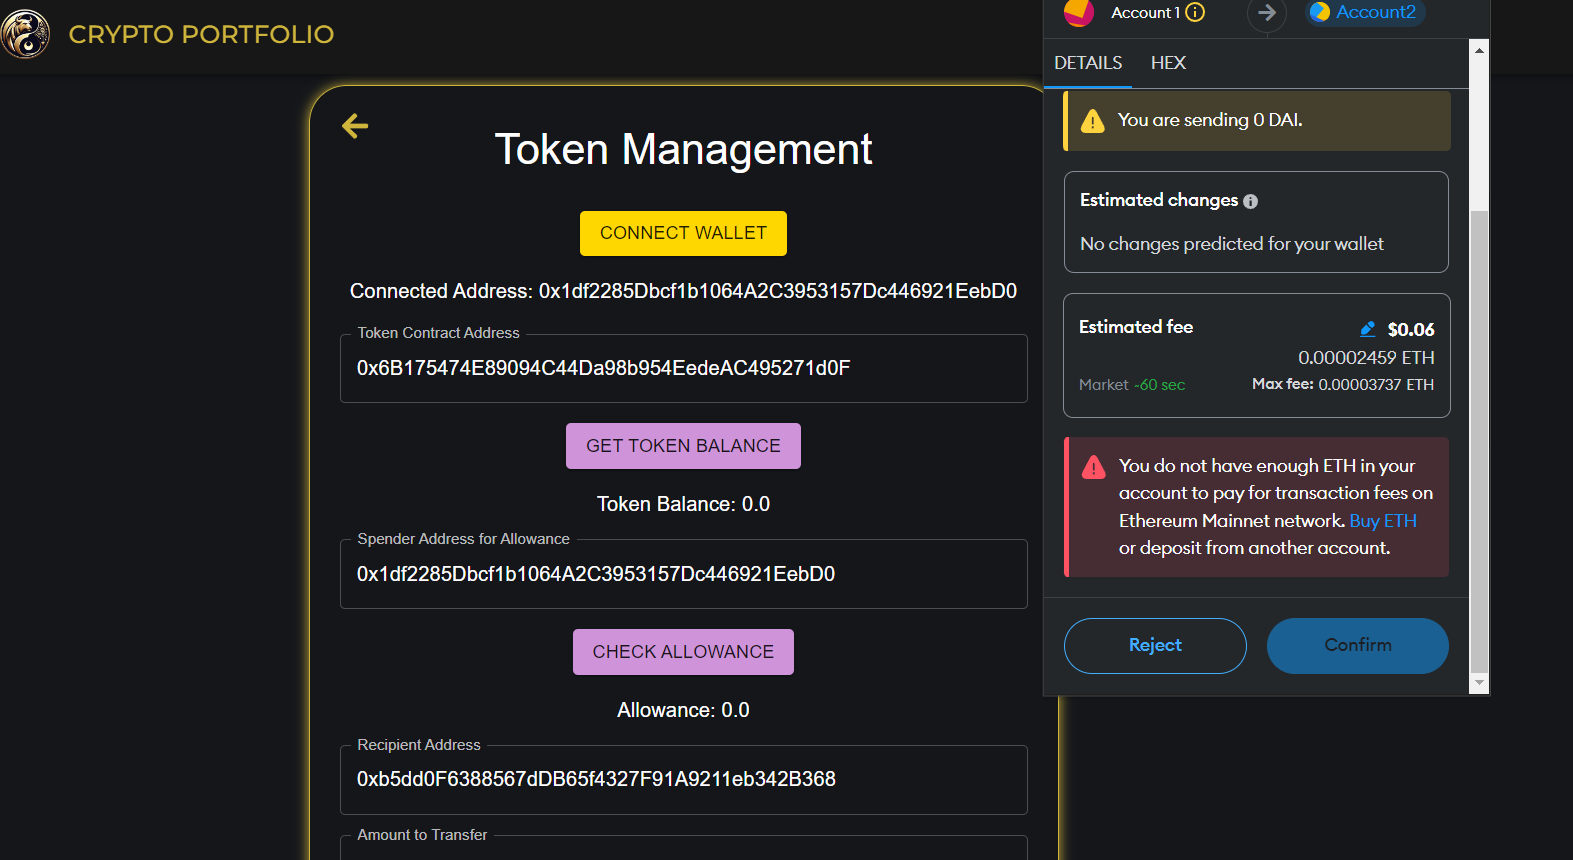 CRYPTO PORTFOLIO
Token Management
CONNECT WALLET
Connected Address: 0x1df2285Dbcf1b1064A2C3953157Dc446921EebD0
Token Contract Address
0x6B175474E89094C44Da98b954EedeAC495271d0F
GET TOKEN BALANCE
Token Balance: 0.0
Spender Address for Allowance
0x1df2285Dbcf1b1064A2C3953157Dc446921EebD0
CHECK ALLOWANCE
Allowance: 0.0
Recipient Address
0xb5dd0F6388567dDB65f4327F91A9211eb342B368
Amount to Transfer
Account 1
Account2
DETAILS HEX
You are sending 0 DAI.
Estimated changes
No changes predicted for your wallet
Estimated fee $0.06
0.00002459 ETH
Market ~60 sec Max fee: 0.00003737 ETH
You do not have enough ETH in your
account to pay for transaction fees on
Ethereum Mainnet network. Buy ETH
or deposit from another account.
Reject Confirm